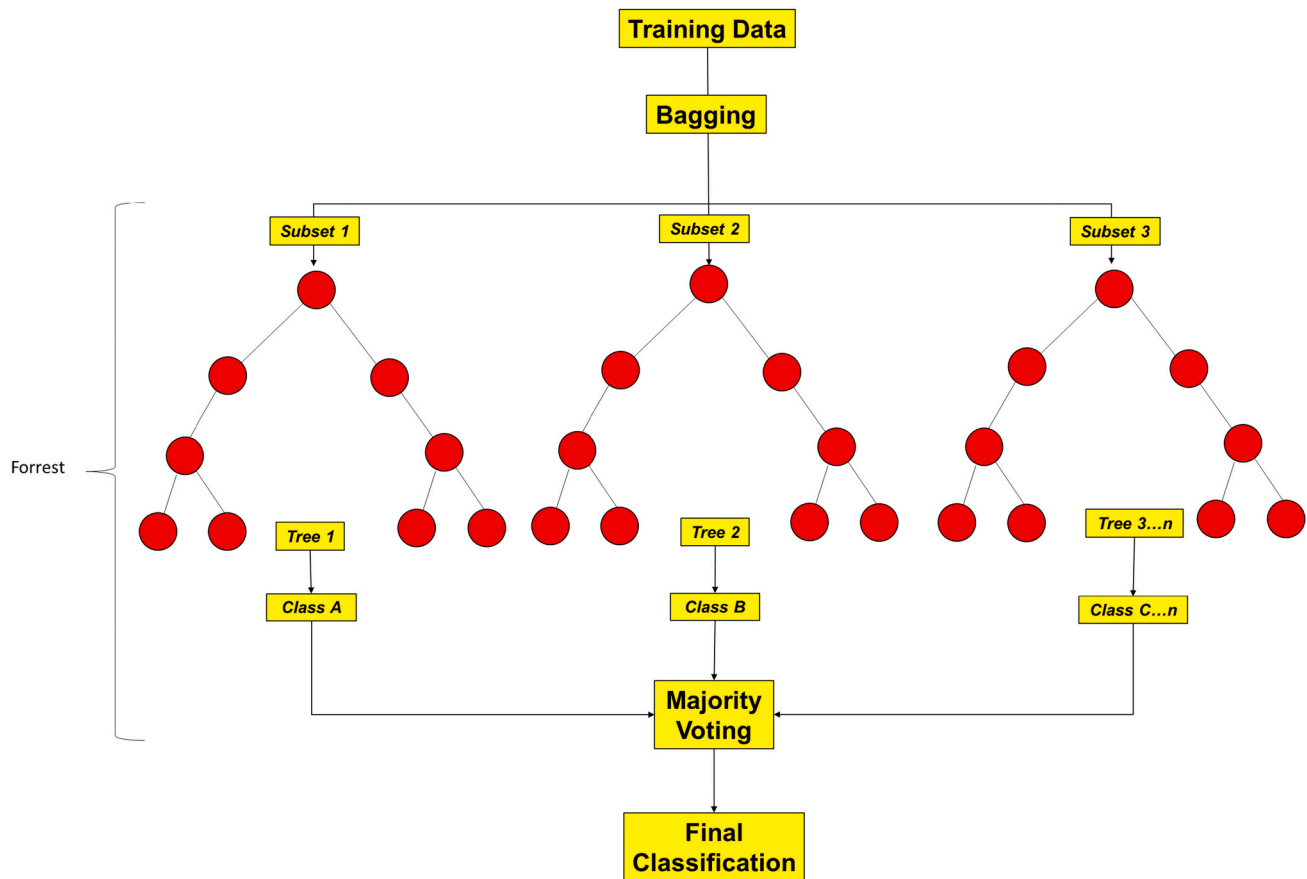 Training Data
Bagging
Subset 1
Subset 2
Subset 3
Forrest
Tree 1
Tree 2
Tree 3...n
Class A
Class B
Class C...n
Majority
Voting
Final
Classification